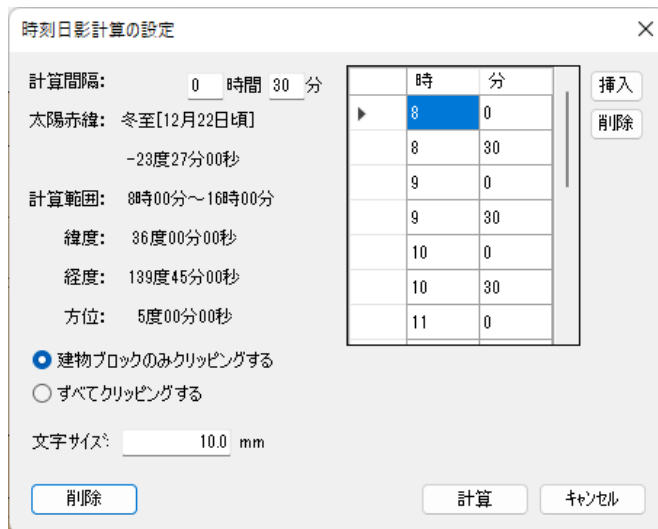 時刻日影計算の設定
計算間隔: 0 時間 30 分
太陽赤緯: 冬至[12月22日頃]
-23度27分00秒
計算範囲: 8時00分～16時00分
緯度: 36度00分00秒
経度: 139度45分00秒
方位: 5度00分00秒
建物ブロックのみクリッピングする
すべてクリッピングする
文字サイズ: 10.0 mm
時 分
8 0
8 30
9 0
9 30
10 0
10 30
11 0
挿入
削除
削除
計算
キャンセル